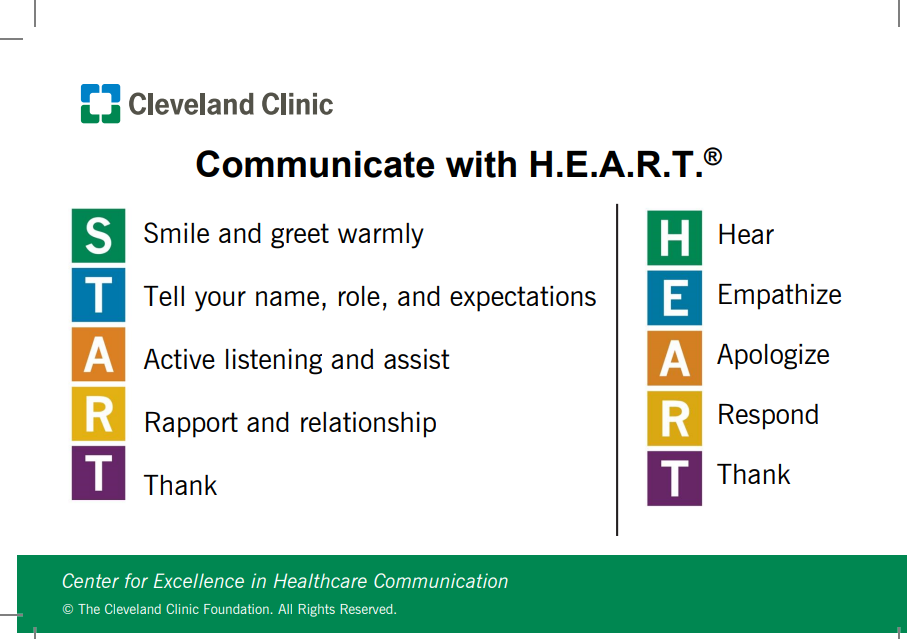 Cleveland Clinic
Communicate with H.E.A.R.T.®
S Smile and greet warmly
T Tell your name, role, and expectations
A Active listening and assist
R Rapport and relationship
T Thank
H Hear
E Empathize
A Apologize
R Respond
T Thank
Center for Excellence in Healthcare Communication
© The Cleveland Clinic Foundation. All Rights Reserved.